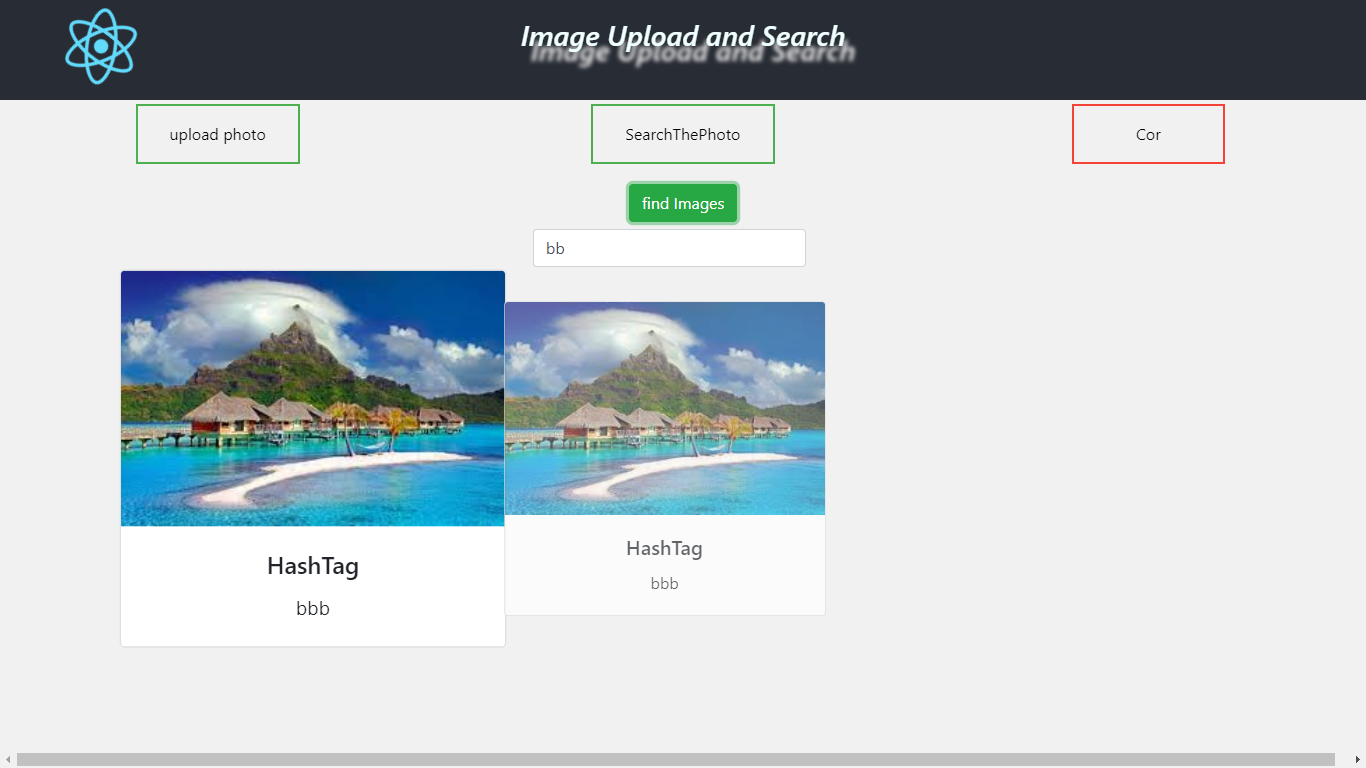 Image Upload and Search
upload photo
SearchThePhoto
Cor
find Images
bb
HashTag
bbb
HashTag
bbb